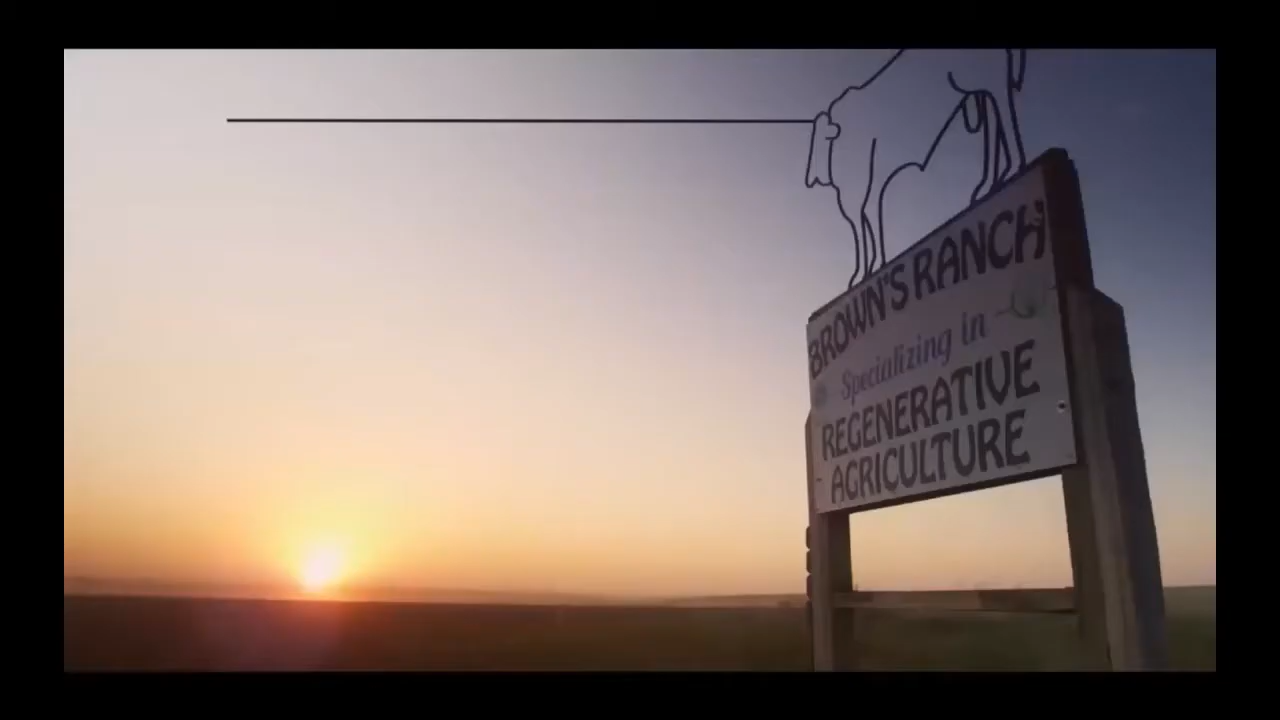 BROWN'S RANCH
Specializing in
REGENERATIVE
AGRICULTURE